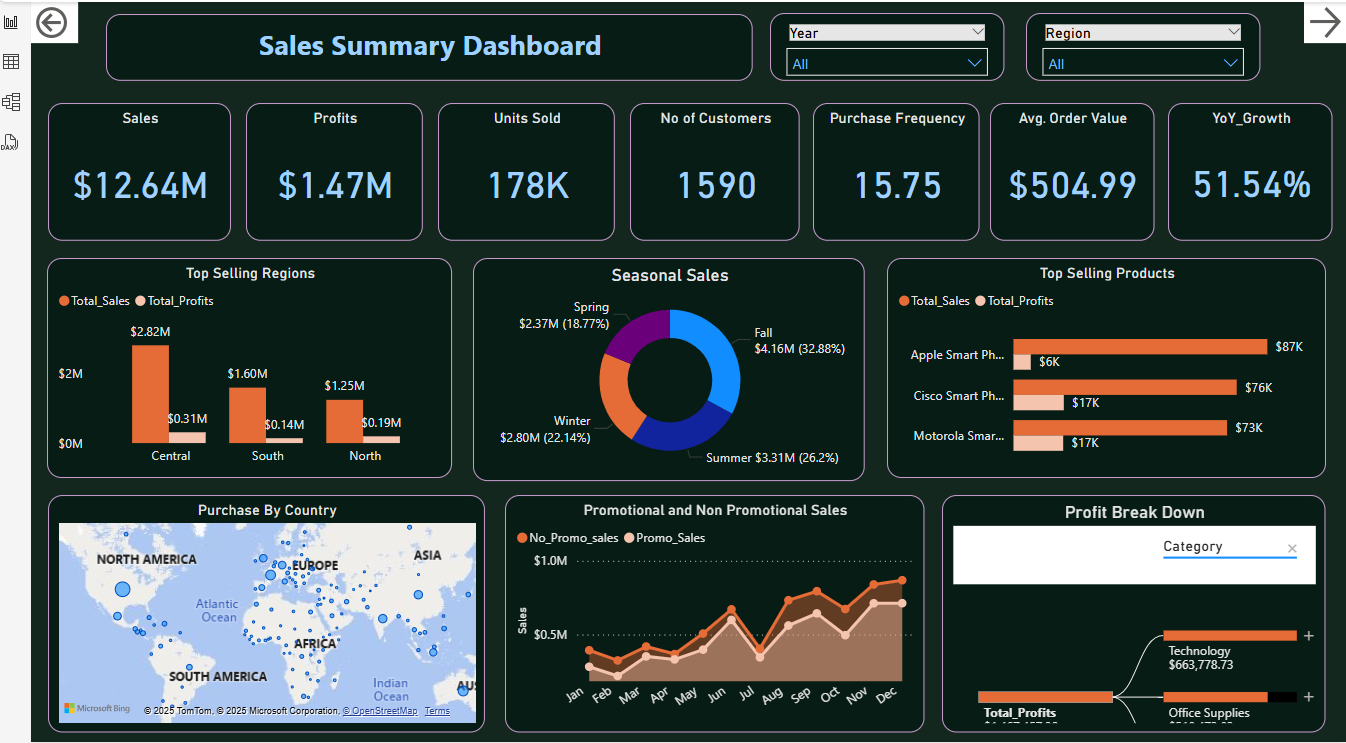 Sales Summary Dashboard
Year
All
Region
All
DAX
Sales
$12.64M
Profits
$1.47M
Units Sold
178K
No of Customers
1590
Purchase Frequency
15.75
Avg. Order Value
$504.99
YoY_Growth
51.54%
Top Selling Regions
Total_Sales Total_Profits
$2.82M
$2M
$1.60M
$1.25M
$0.31M
$0.14M
$0.19M
$0M
Central South North
Seasonal Sales
Spring
$2.37M (18.77%)
Fall
$4.16M (32.88%)
Winter
$2.80M (22.14%)
Summer $3.31M (26.2%)
Top Selling Products
Total_Sales Total_Profits
Apple Smart Ph...
$87K
$6K
Cisco Smart Ph...
$76K
$17K
Motorola Smar...
$73K
$17K
Purchase By Country
NORTH AMERICA
EUROPE
ASIA
Atlantic
Ocean
AFRICA
SOUTH AMERICA
Indian
Ocean
AUS
Microsoft Bing
© 2025 TomTom, © 2025 Microsoft Corporation, © OpenStreetMap Terms
Promotional and Non Promotional Sales
No_Promo_sales Promo_Sales
$1.0M
Sales
$0.5M
Jan Feb Mar Apr May Jun Jul Aug Sep Oct Nov Dec
Profit Break Down
Category
Technology
$663,778.73
Total_Profits
Office Supplies